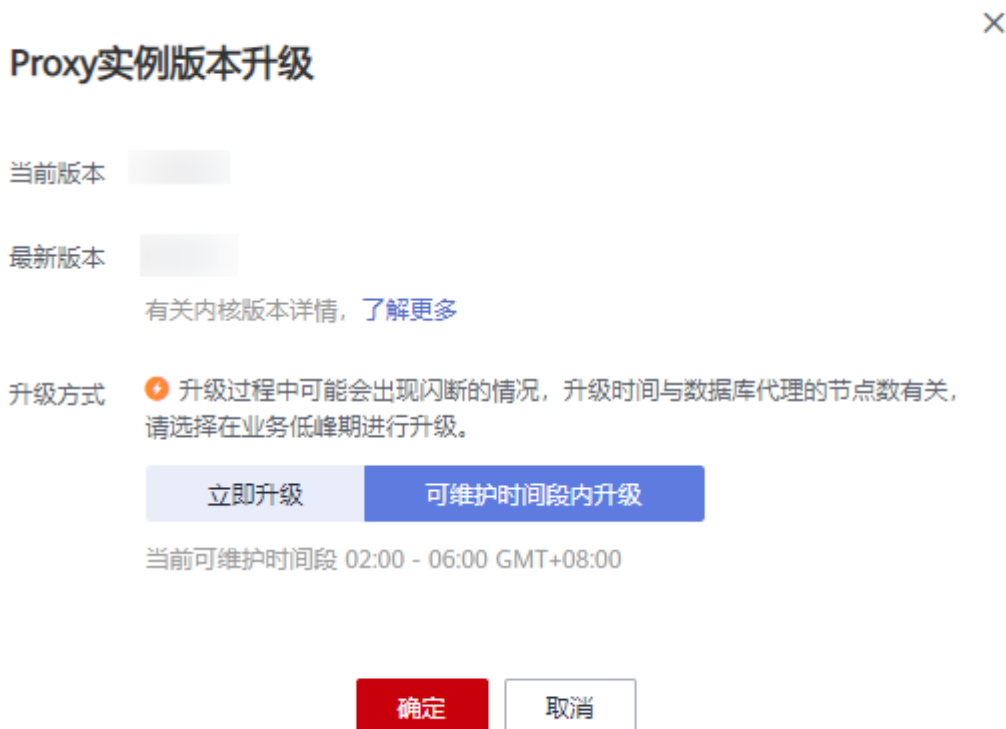 Proxy实例版本升级
当前版本
最新版本
有关内核版本详情,了解更多
升级方式
升级过程中可能会出现闪断的情况，升级时间与数据库代理的节点数有关，
请选择在业务低峰期进行升级。
立即升级 可维护时间段内升级
当前可维护时间段 02:00 - 06:00 GMT+08:00
确定 取消